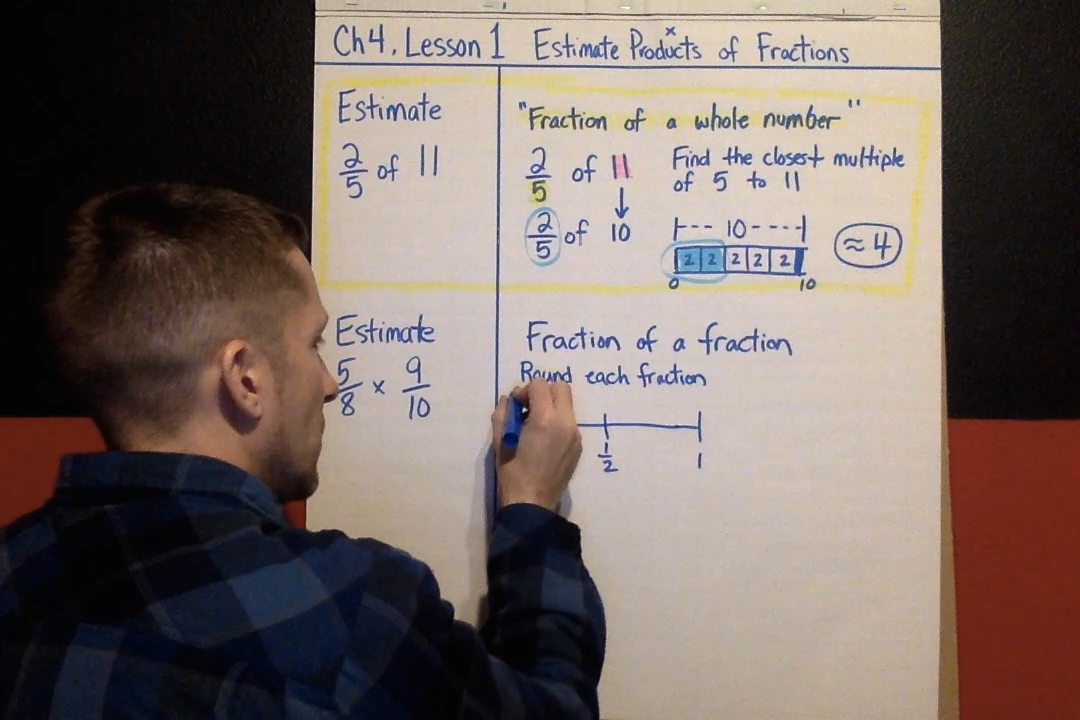 Ch4. Lesson 1 Estimate Products of Fractions
x
Estimate
2/5 of 11
"Fraction of a whole number"
2/5 of 11
↓
2/5 of 10
Find the closest multiple
of 5 to 11
10
2 2 2 2 2
0 10
≈ 4
Estimate
5/8 x 9/10
Fraction of a fraction
Round each fraction
1/2 1